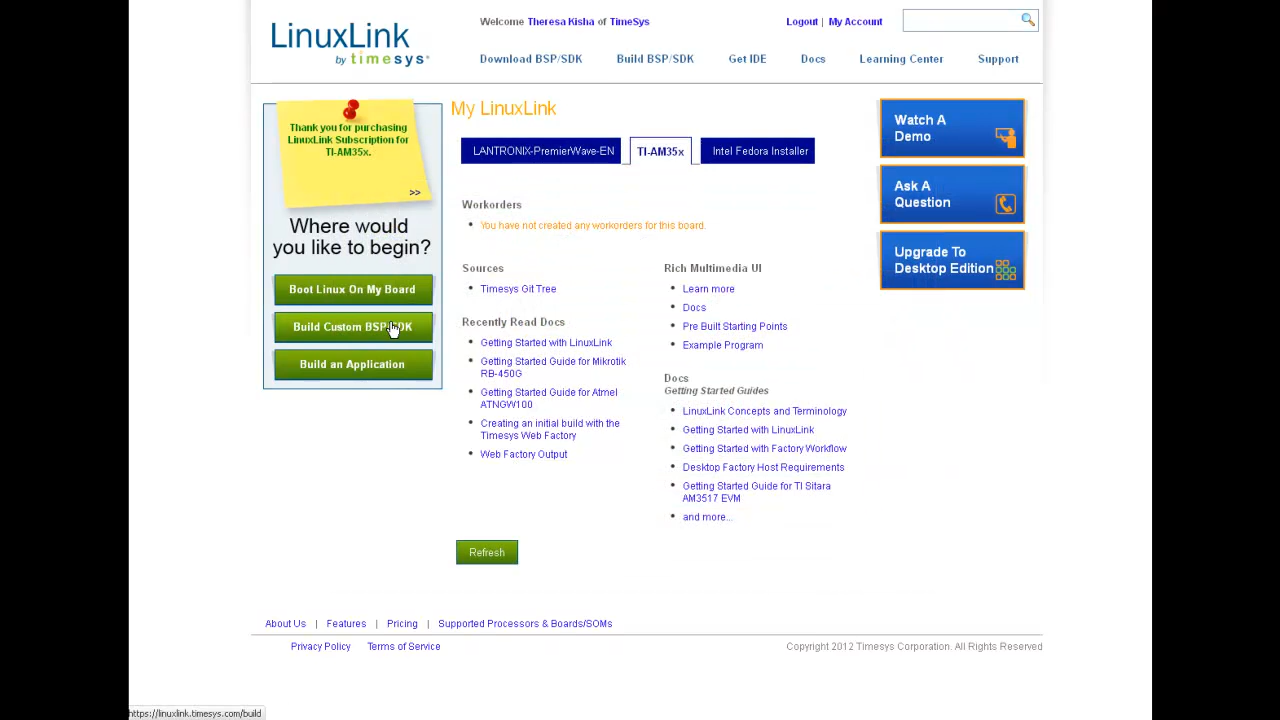 LinuxLink
by timesys
Welcome Theresa Kisha of TimeSys
Logout | My Account
Download BSP/SDK
Build BSP/SDK
Get IDE
Docs
Learning Center
Support
Thank you for purchasing
LinuxLink Subscription for
TI-AM35x.
>>
Where would
you like to begin?
Boot Linux On My Board
Build Custom BSP/SDK
Build an Application
My LinuxLink
LANTRONIX-PremierWave-EN
TI-AM35x
Intel Fedora Installer
Workorders
You have not created any workorders for this board.
Sources
Timesys Git Tree
Recently Read Docs
Getting Started with LinuxLink
Getting Started Guide for Mikrotik
RB-450G
Getting Started Guide for Atmel
ATNGW100
Creating an initial build with the
Timesys Web Factory
Web Factory Output
Rich Multimedia UI
Learn more
Docs
Pre Built Starting Points
Example Program
Docs
Getting Started Guides
LinuxLink Concepts and Terminology
Getting Started with LinuxLink
Getting Started with Factory Workflow
Desktop Factory Host Requirements
Getting Started Guide for TI Sitara
AM3517 EVM
and more...
Refresh
Watch A
Demo
Ask A
Question
Upgrade To
Desktop Edition
About Us | Features | Pricing | Supported Processors & Boards/SOMs
Privacy Policy
Terms of Service
Copyright 2012 Timesys Corporation. All Rights Reserved
https://linuxlink.timesys.com/build